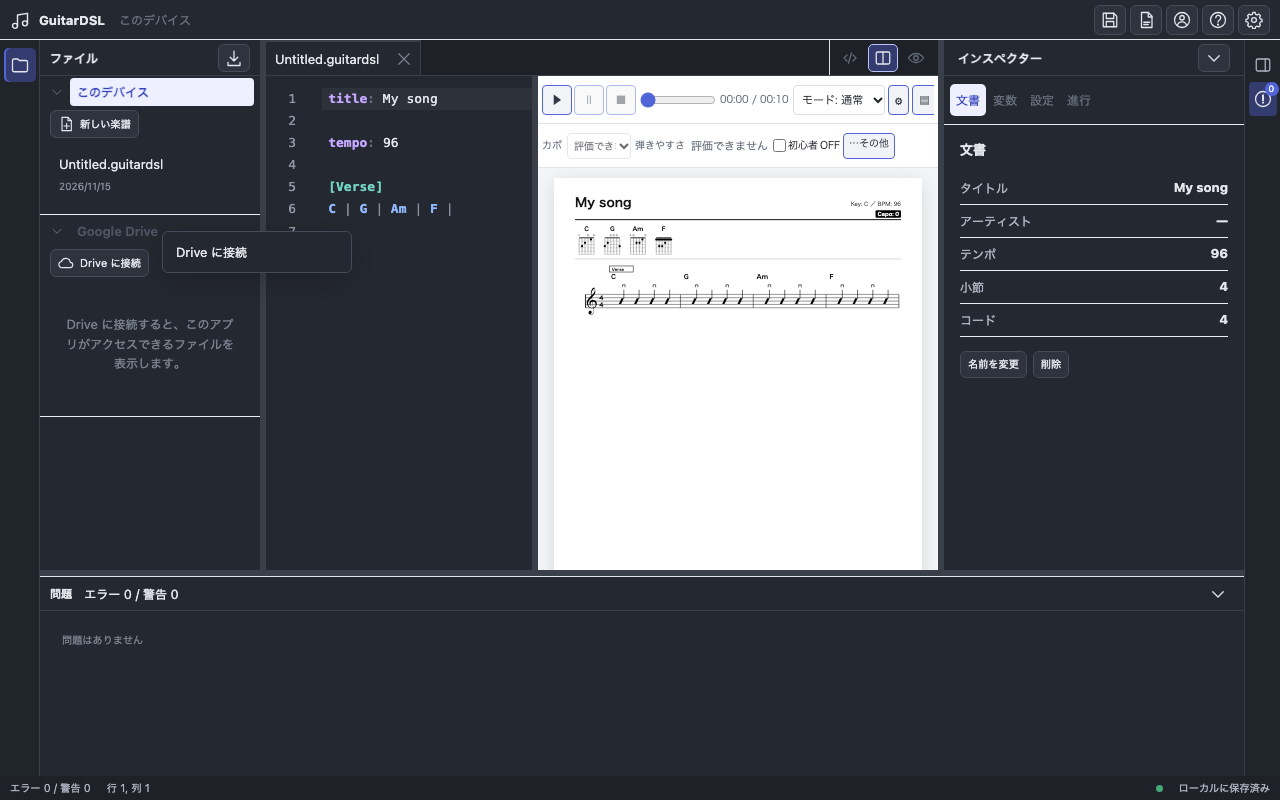 GuitarDSL このデバイス
ファイル
このデバイス
新しい楽譜
Untitled.guitardsl
2026/11/15
Google Drive
Drive に接続
Drive に接続
Drive に接続すると、このアプ
リがアクセスできるファイルを
表示します。
Untitled.guitardsl
1 title: My song
2
3 tempo: 96
4
5 [Verse]
6 C | G | Am | F |
7
00:00 / 00:10 モード: 通常
カポ 評価でき: 弾きやすさ 評価できません 初心者 OFF …その他
My song
Key: C / BPM: 96
Capo: 0
C G Am F
Verse
C G Am F
インスペクター
文書 変数 設定 進行
文書
タイトル My song
アーティスト —
テンポ 96
小節 4
コード 4
名前を変更 削除
0
問題 エラー 0 / 警告 0
問題はありません
エラー 0 / 警告 0 行 1, 列 1
ローカルに保存済み